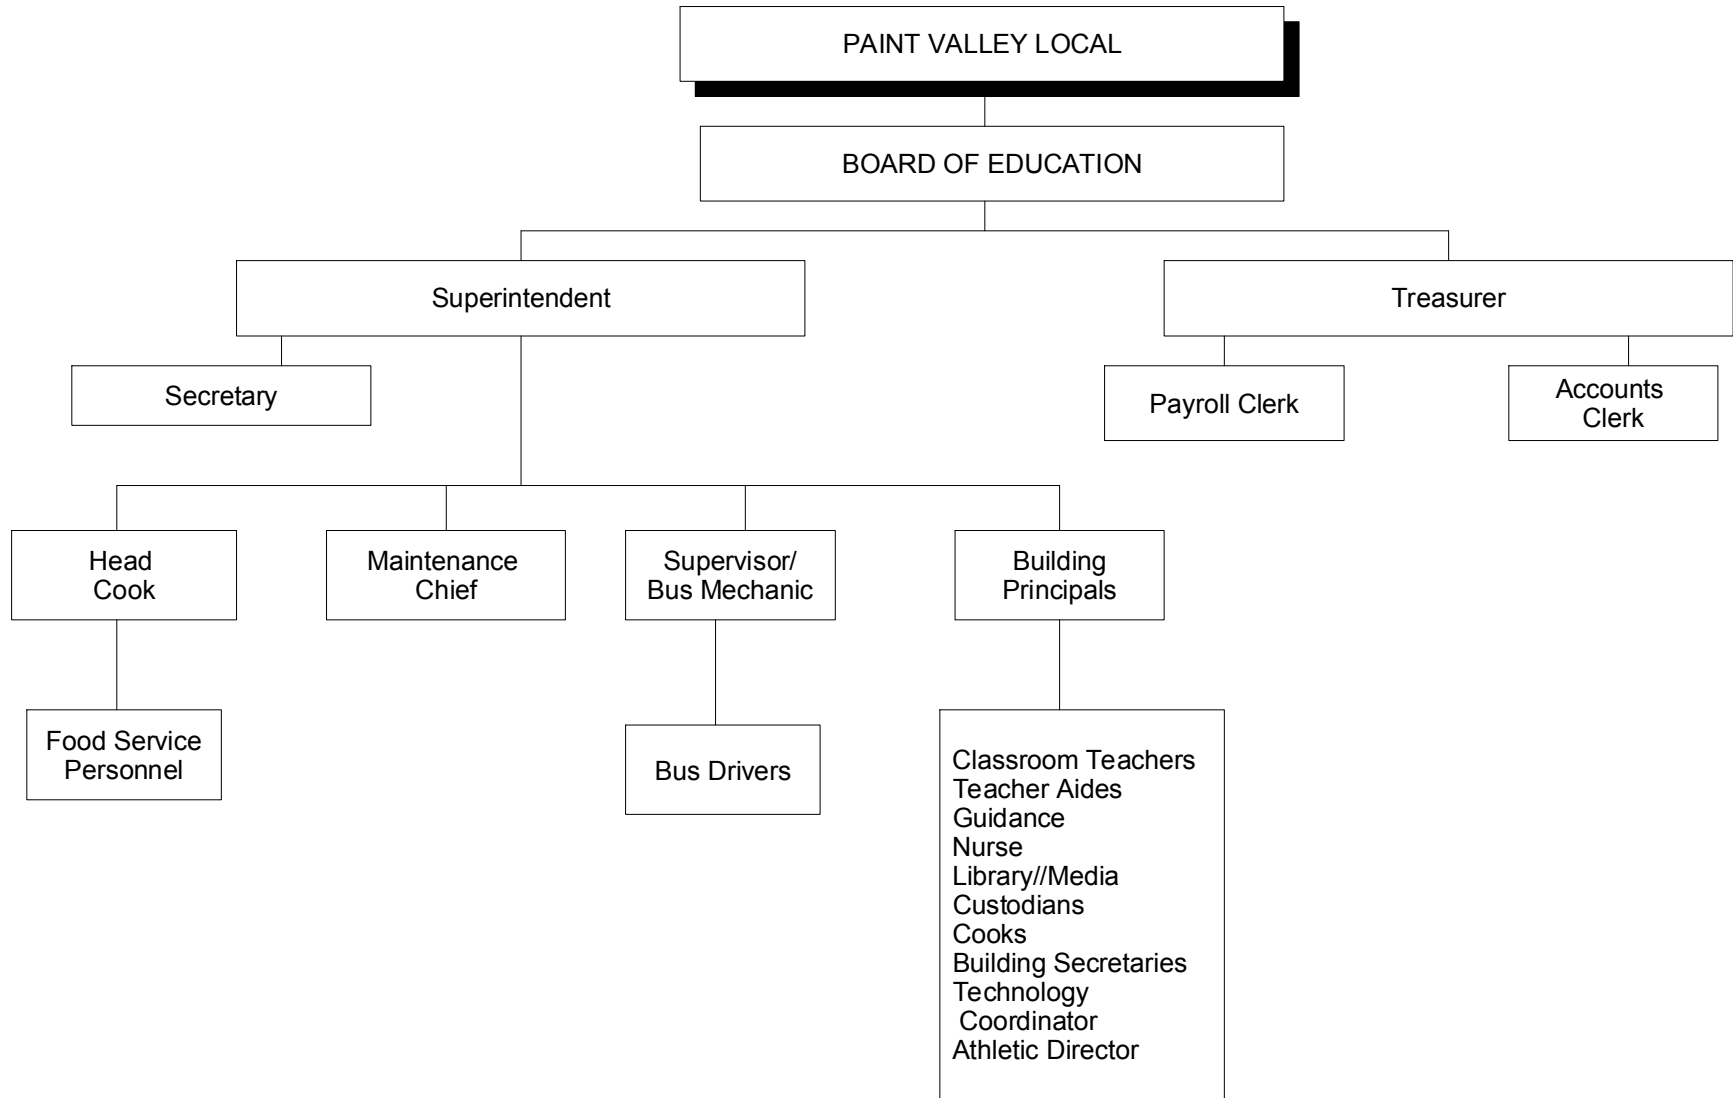 PAINT VALLEY LOCAL
BOARD OF EDUCATION
Superintendent
Treasurer
Secretary
Payroll Clerk
Accounts
Clerk
Head
Cook
Maintenance
Chief
Supervisor/
Bus Mechanic
Building
Principals
Food Service
Personnel
Bus Drivers
Classroom Teachers
Teacher Aides
Guidance
Nurse
Library//Media
Custodians
Cooks
Building Secretaries
Technology
Coordinator
Athletic Director